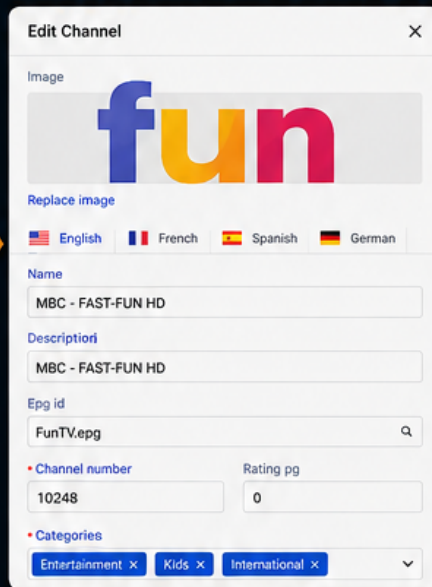 Edit Channel ×
Image
fun
Replace image
English French Spanish German
Name
MBC - FAST-FUN HD
Description
MBC - FAST-FUN HD
Epg id
FunTV.epg
• Channel number Rating pg
10248 0
• Categories
Entertainment × Kids × International ×